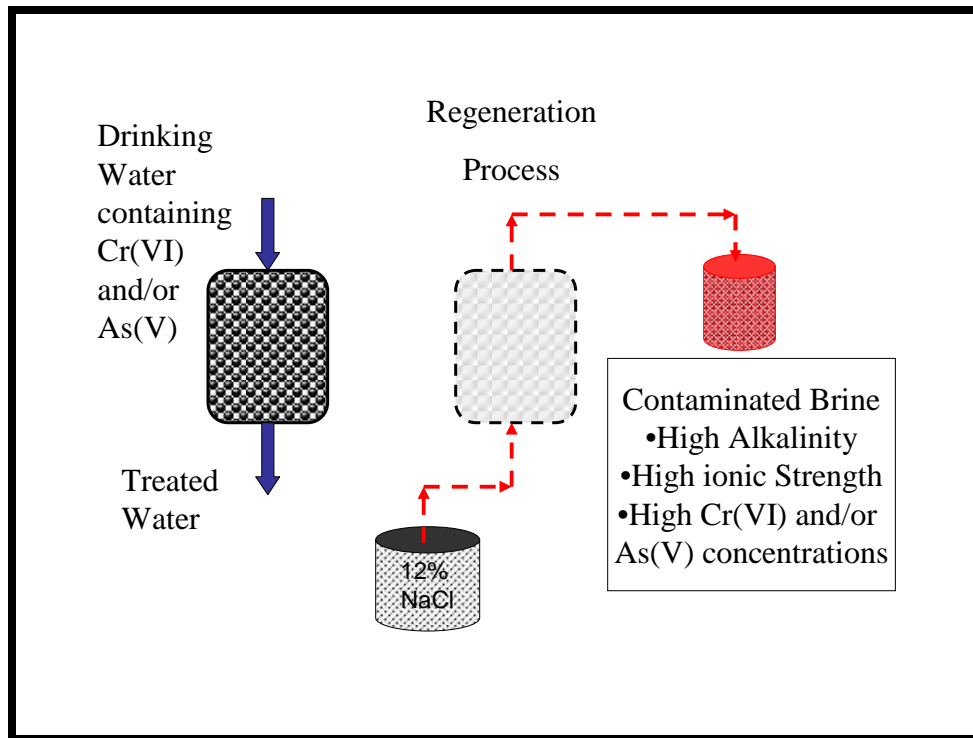 Drinking
Water
containing
Cr(VI)
and/or
As(V)
Treated
Water
Regeneration
Process
12%
NaCl
Contaminated Brine
•High Alkalinity
•High ionic Strength
•High Cr(VI) and/or
As(V) concentrations